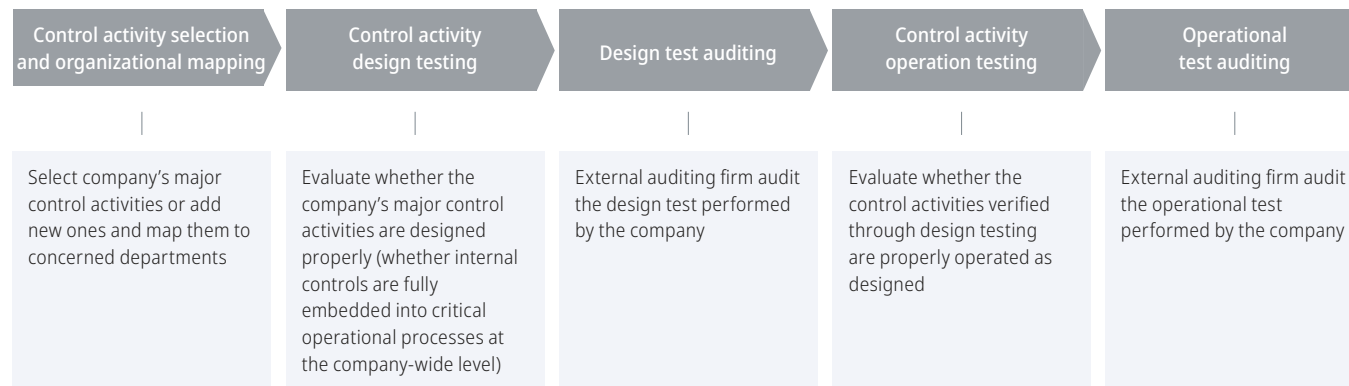 Control activity selection
and organizational mapping
Control activity
design testing
Design test auditing
Control activity
operation testing
Operational
test auditing
Select company’s major
control activities or add
new ones and map them to
concerned departments
Evaluate whether the
company’s major control
activities are designed
properly (whether internal
controls are fully
embedded into critical
operational processes at
the company-wide level)
External auditing firm audit
the design test performed
by the company
Evaluate whether the
control activities verified
through design testing
are properly operated as
designed
External auditing firm audit
the operational test
performed by the company